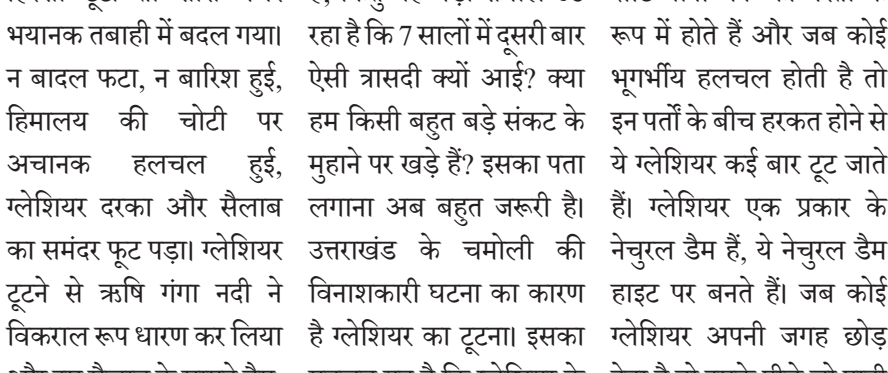 भयानक तबाही में बदल गया।
न बादल फटा, न बारिश हुई,
हिमालय की चोटी पर
अचानक हलचल हुई,
ग्लेशियर दरका और सैलाब
का समंदर फूट पड़ा। ग्लेशियर
टूटने से ऋषि गंगा नदी ने
विकराल रूप धारण कर लिया
रहा है कि 7 सालों में दूसरी बार
ऐसी त्रासदी क्यों आई? क्या
हम किसी बहुत बड़े संकट के
मुहाने पर खड़े हैं? इसका पता
लगाना अब बहुत जरूरी है।
उत्तराखंड के चमोली की
विनाशकारी घटना का कारण
है ग्लेशियर का टूटना। इसका
रूप में होते हैं और जब कोई
भूगर्भीय हलचल होती है तो
इन पर्तों के बीच हरकत होने से
ये ग्लेशियर कई बार टूट जाते
हैं। ग्लेशियर एक प्रकार के
नेचुरल डैम हैं, ये नेचुरल डैम
हाइट पर बनते हैं। जब कोई
ग्लेशियर अपनी जगह छोड़